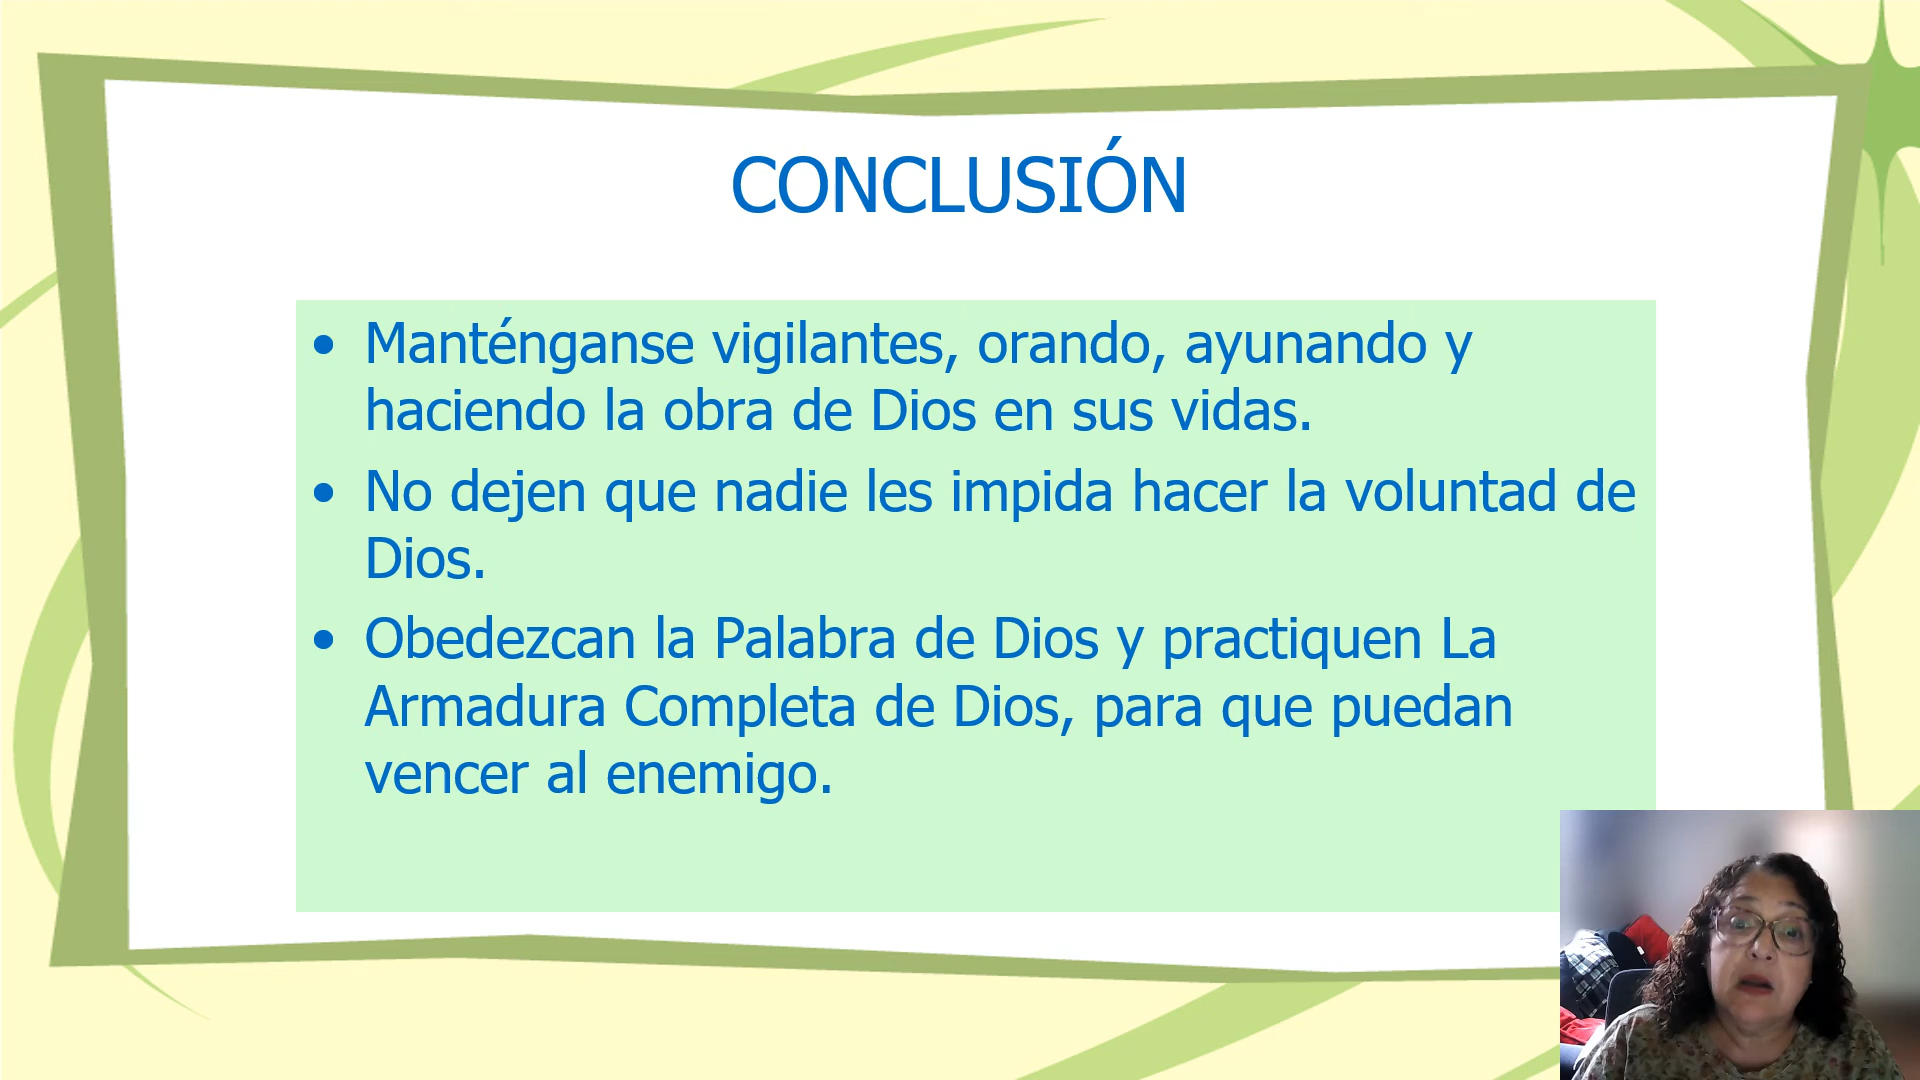 CONCLUSIÓN
• Manténganse vigilantes, orando, ayunando y
haciendo la obra de Dios en sus vidas.
• No dejen que nadie les impida hacer la voluntad de
Dios.
• Obedezcan la Palabra de Dios y practiquen La
Armadura Completa de Dios, para que puedan
vencer al enemigo.